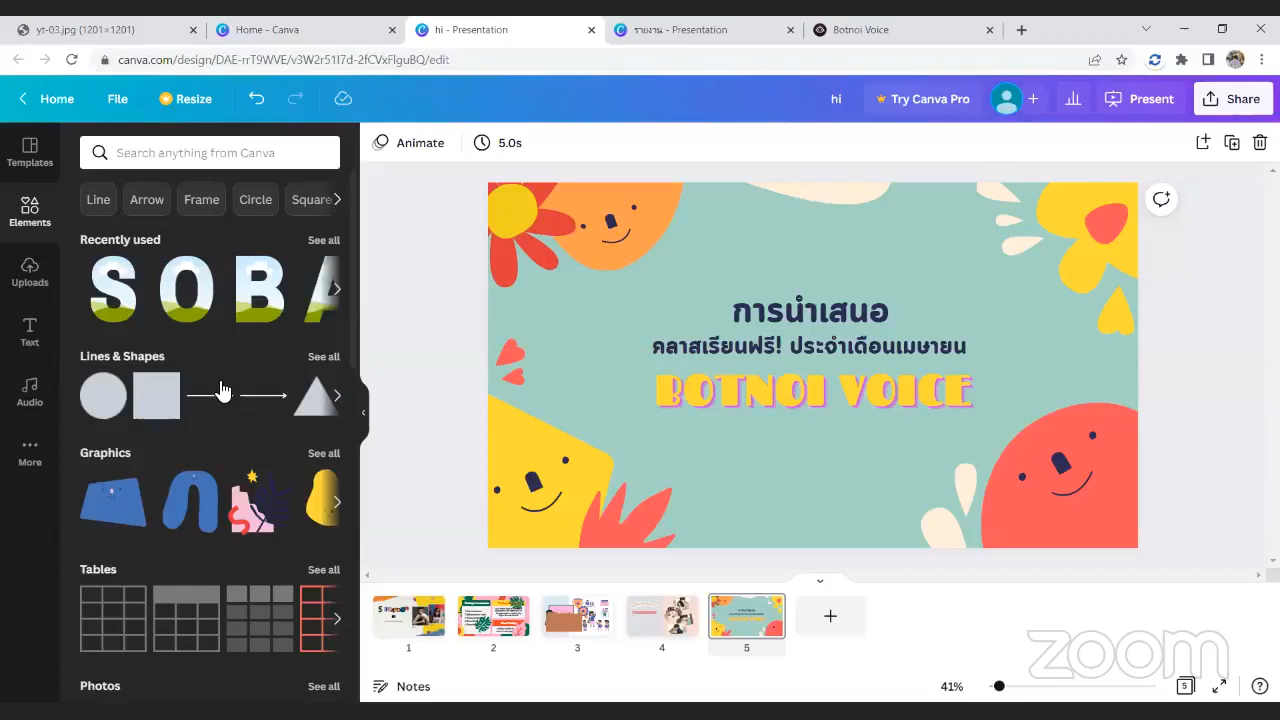 yt-03.jpg (1201×1201)
Home - Canva
hi - Presentation
รายงาน - Presentation
Botnoi Voice
canva.com/design/DAE-rrT9WVE/v3W2r51I7d-2fCVxFlguBQ/edit
Home
File
Resize
hi
Try Canva Pro
Present
Share
Templates
Elements
Uploads
Text
Audio
More
Search anything from Canva
Line
Arrow
Frame
Circle
Square
Recently used
See all
S O B A
Lines & Shapes
See all
Graphics
See all
Tables
See all
Photos
See all
Animate
5.0s
การนำเสนอ
คลาสเรียนฟรี! ประจำเดือนเมษายน
BOTNOI VOICE
1
2
3
4
5
Notes
41%
5
zoom